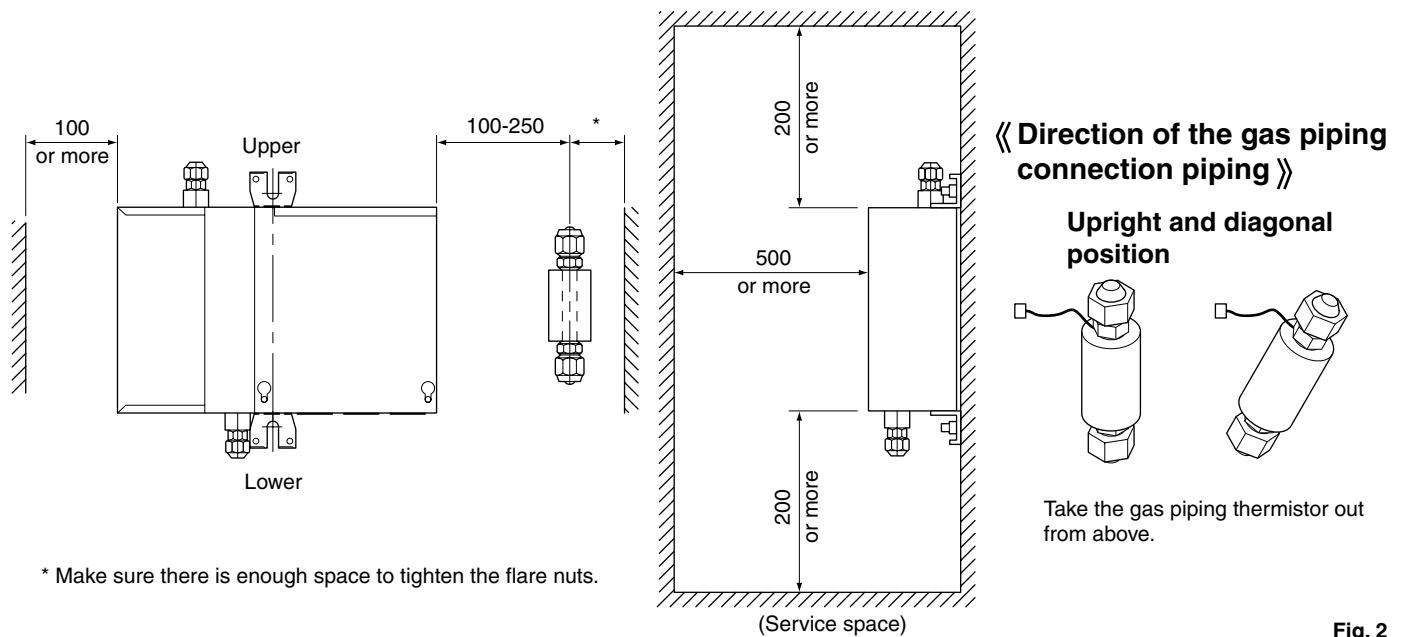 100
or more
Upper
100-250
*
Lower
* Make sure there is enough space to tighten the flare nuts.
200
or more
500
or more
200
or more
(Service space)
《 Direction of the gas piping
connection piping 》
Upright and diagonal
position
Take the gas piping thermistor out
from above.
Fig. 2